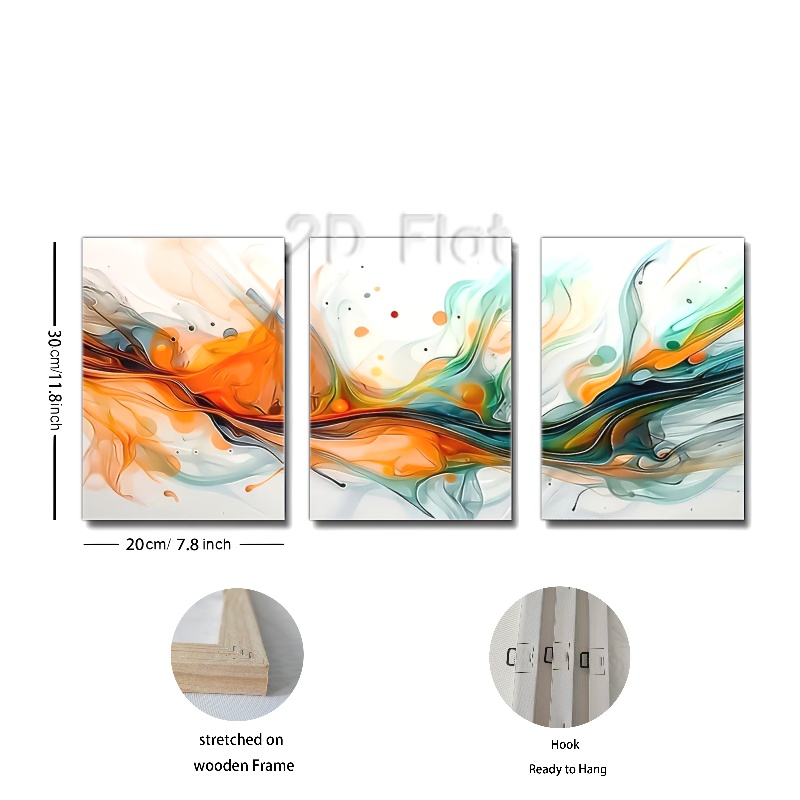 2D Flat
30cm/11.8inch
20cm/ 7.8 inch
stretched on
wooden Frame
Hook
Ready to Hang